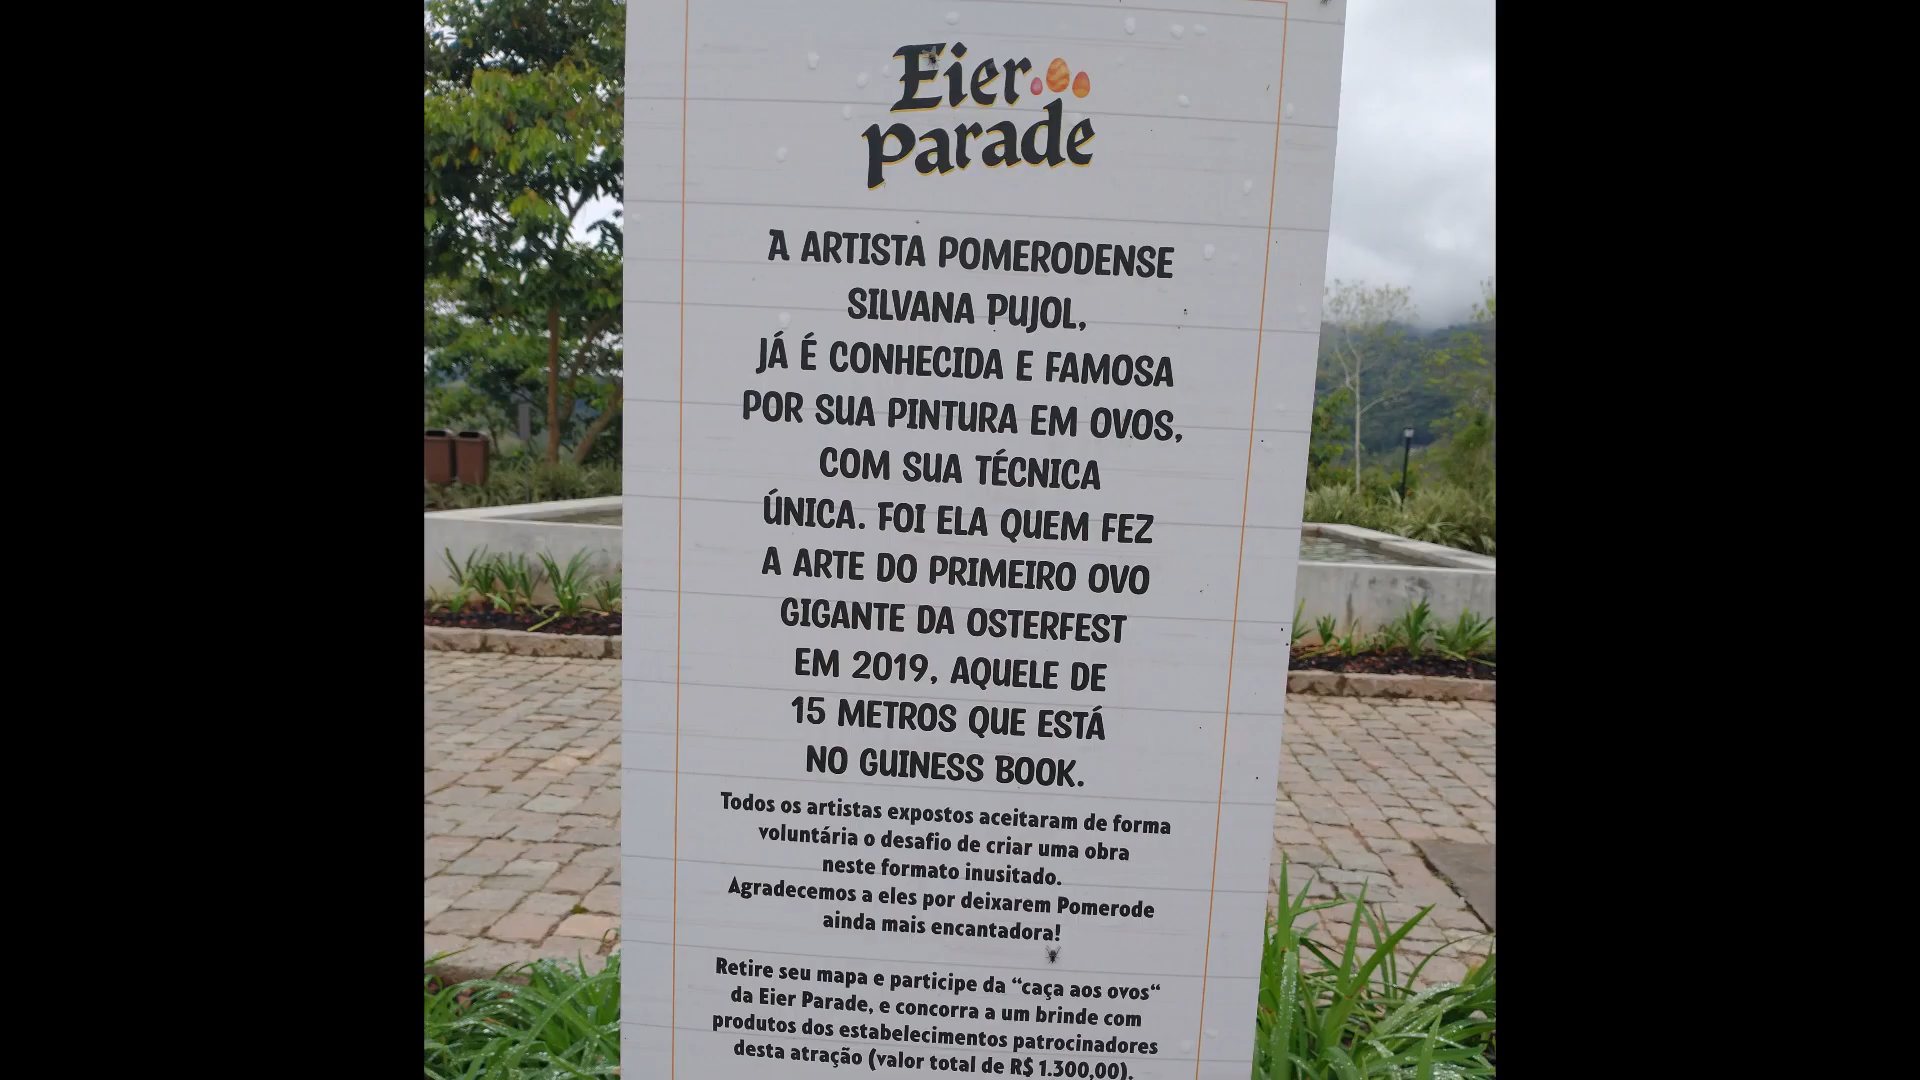 Eier
parade
A ARTISTA POMERODENSE
SILVANA PUJOL,
JÁ É CONHECIDA E FAMOSA
POR SUA PINTURA EM OVOS,
COM SUA TÉCNICA
ÚNICA. FOI ELA QUEM FEZ
A ARTE DO PRIMEIRO OVO
GIGANTE DA OSTERFEST
EM 2019, AQUELE DE
15 METROS QUE ESTÁ
NO GUINESS BOOK.
Todos os artistas expostos aceitaram de forma
voluntária o desafio de criar uma obra
neste formato inusitado.
Agradecemos a eles por deixarem Pomerode
ainda mais encantadora!
Retire seu mapa e participe da “caça aos ovos“
da Eier Parade, e concorra a um brinde com
produtos dos estabelecimentos patrocinadores
desta atração (valor total de R$ 1.300,00).